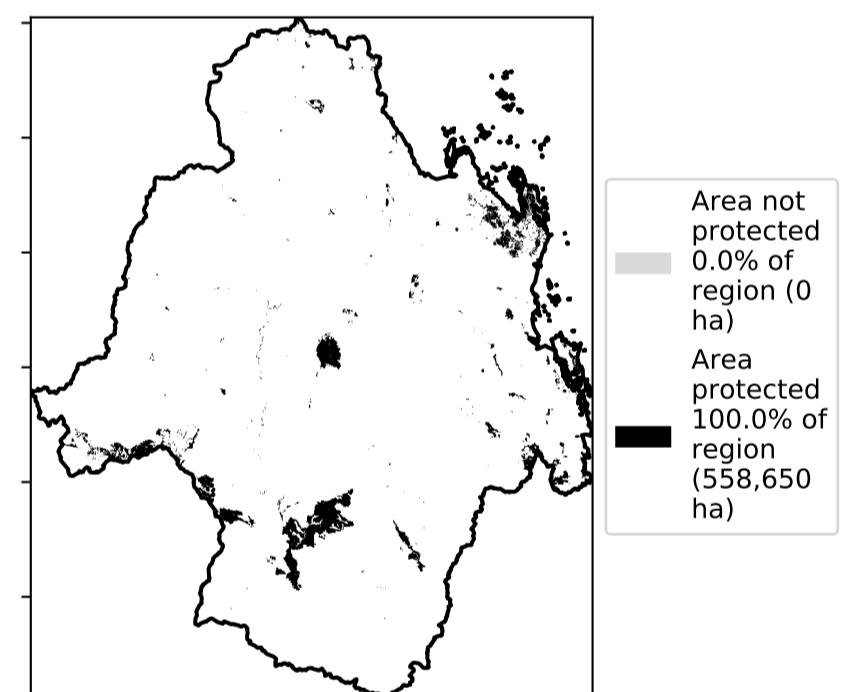 Area not
protected
0.0% of
region (0
ha)
Area
protected
100.0% of
region
(558,650
ha)